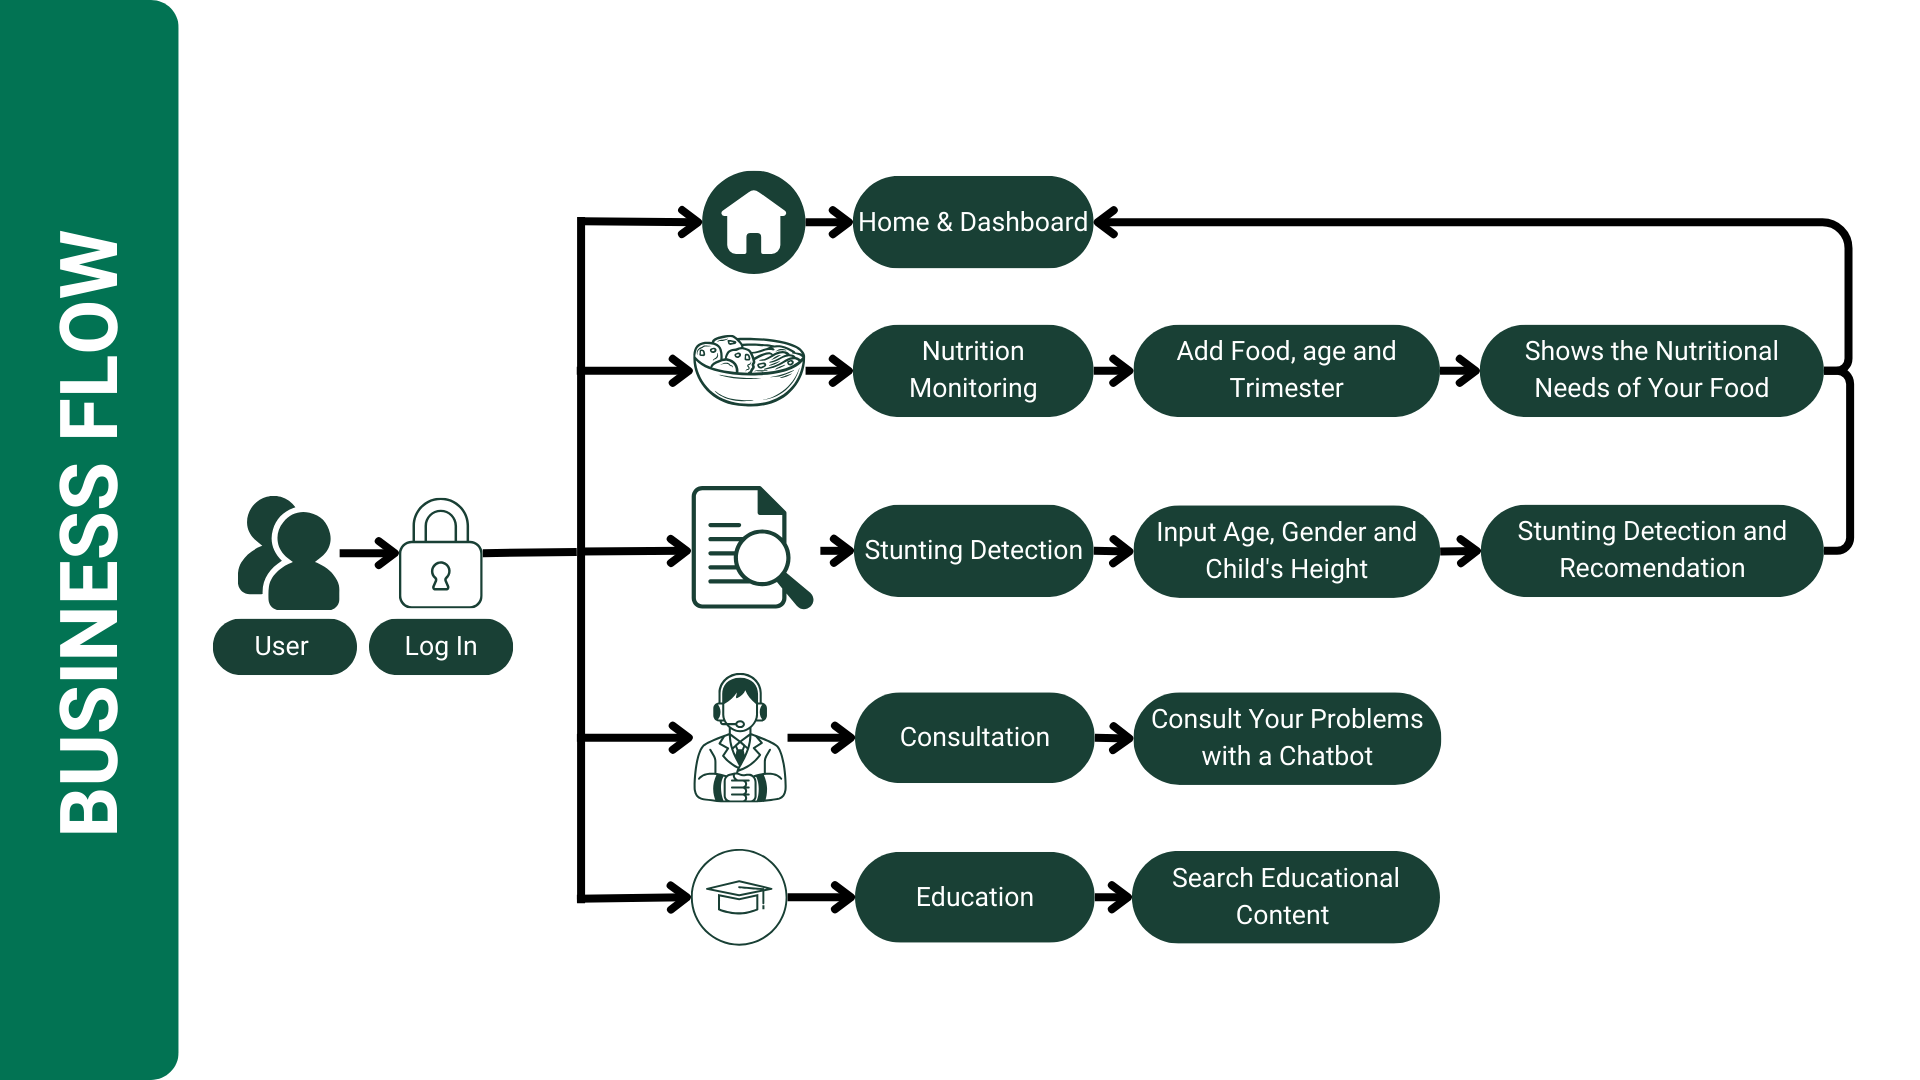 BUSINESS FLOW
User
Log In
Home & Dashboard
Nutrition
Monitoring
Add Food, age and
Trimester
Shows the Nutritional
Needs of Your Food
Stunting Detection
Input Age, Gender and
Child's Height
Stunting Detection and
Recomendation
Consultation
Consult Your Problems
with a Chatbot
Education
Search Educational
Content